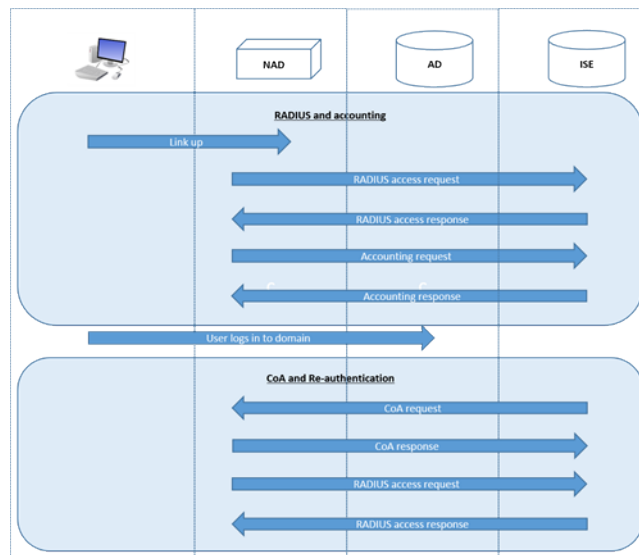 NAD
AD
ISE
RADIUS and accounting
Link up
RADIUS access request
RADIUS access response
Accounting request
Accounting response
User logs in to domain
CoA and Re-authentication
CoA request
CoA response
RADIUS access request
RADIUS access response